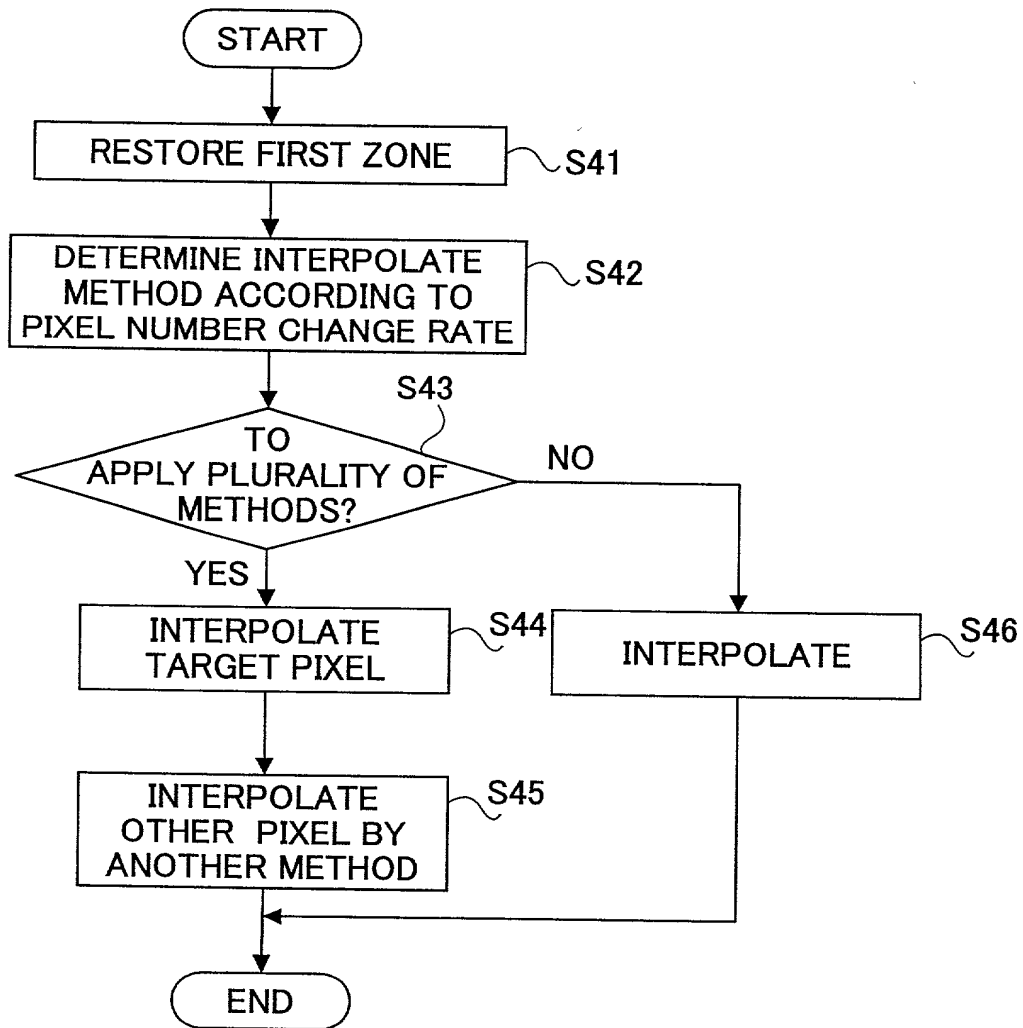 START
RESTORE FIRST ZONE
S41
DETERMINE INTERPOLATE
METHOD ACCORDING TO
PIXEL NUMBER CHANGE RATE
S42
S43
TO
APPLY PLURALITY OF
METHODS?
NO
YES
INTERPOLATE
TARGET PIXEL
S44
INTERPOLATE
S46
INTERPOLATE
OTHER PIXEL BY
ANOTHER METHOD
S45
END